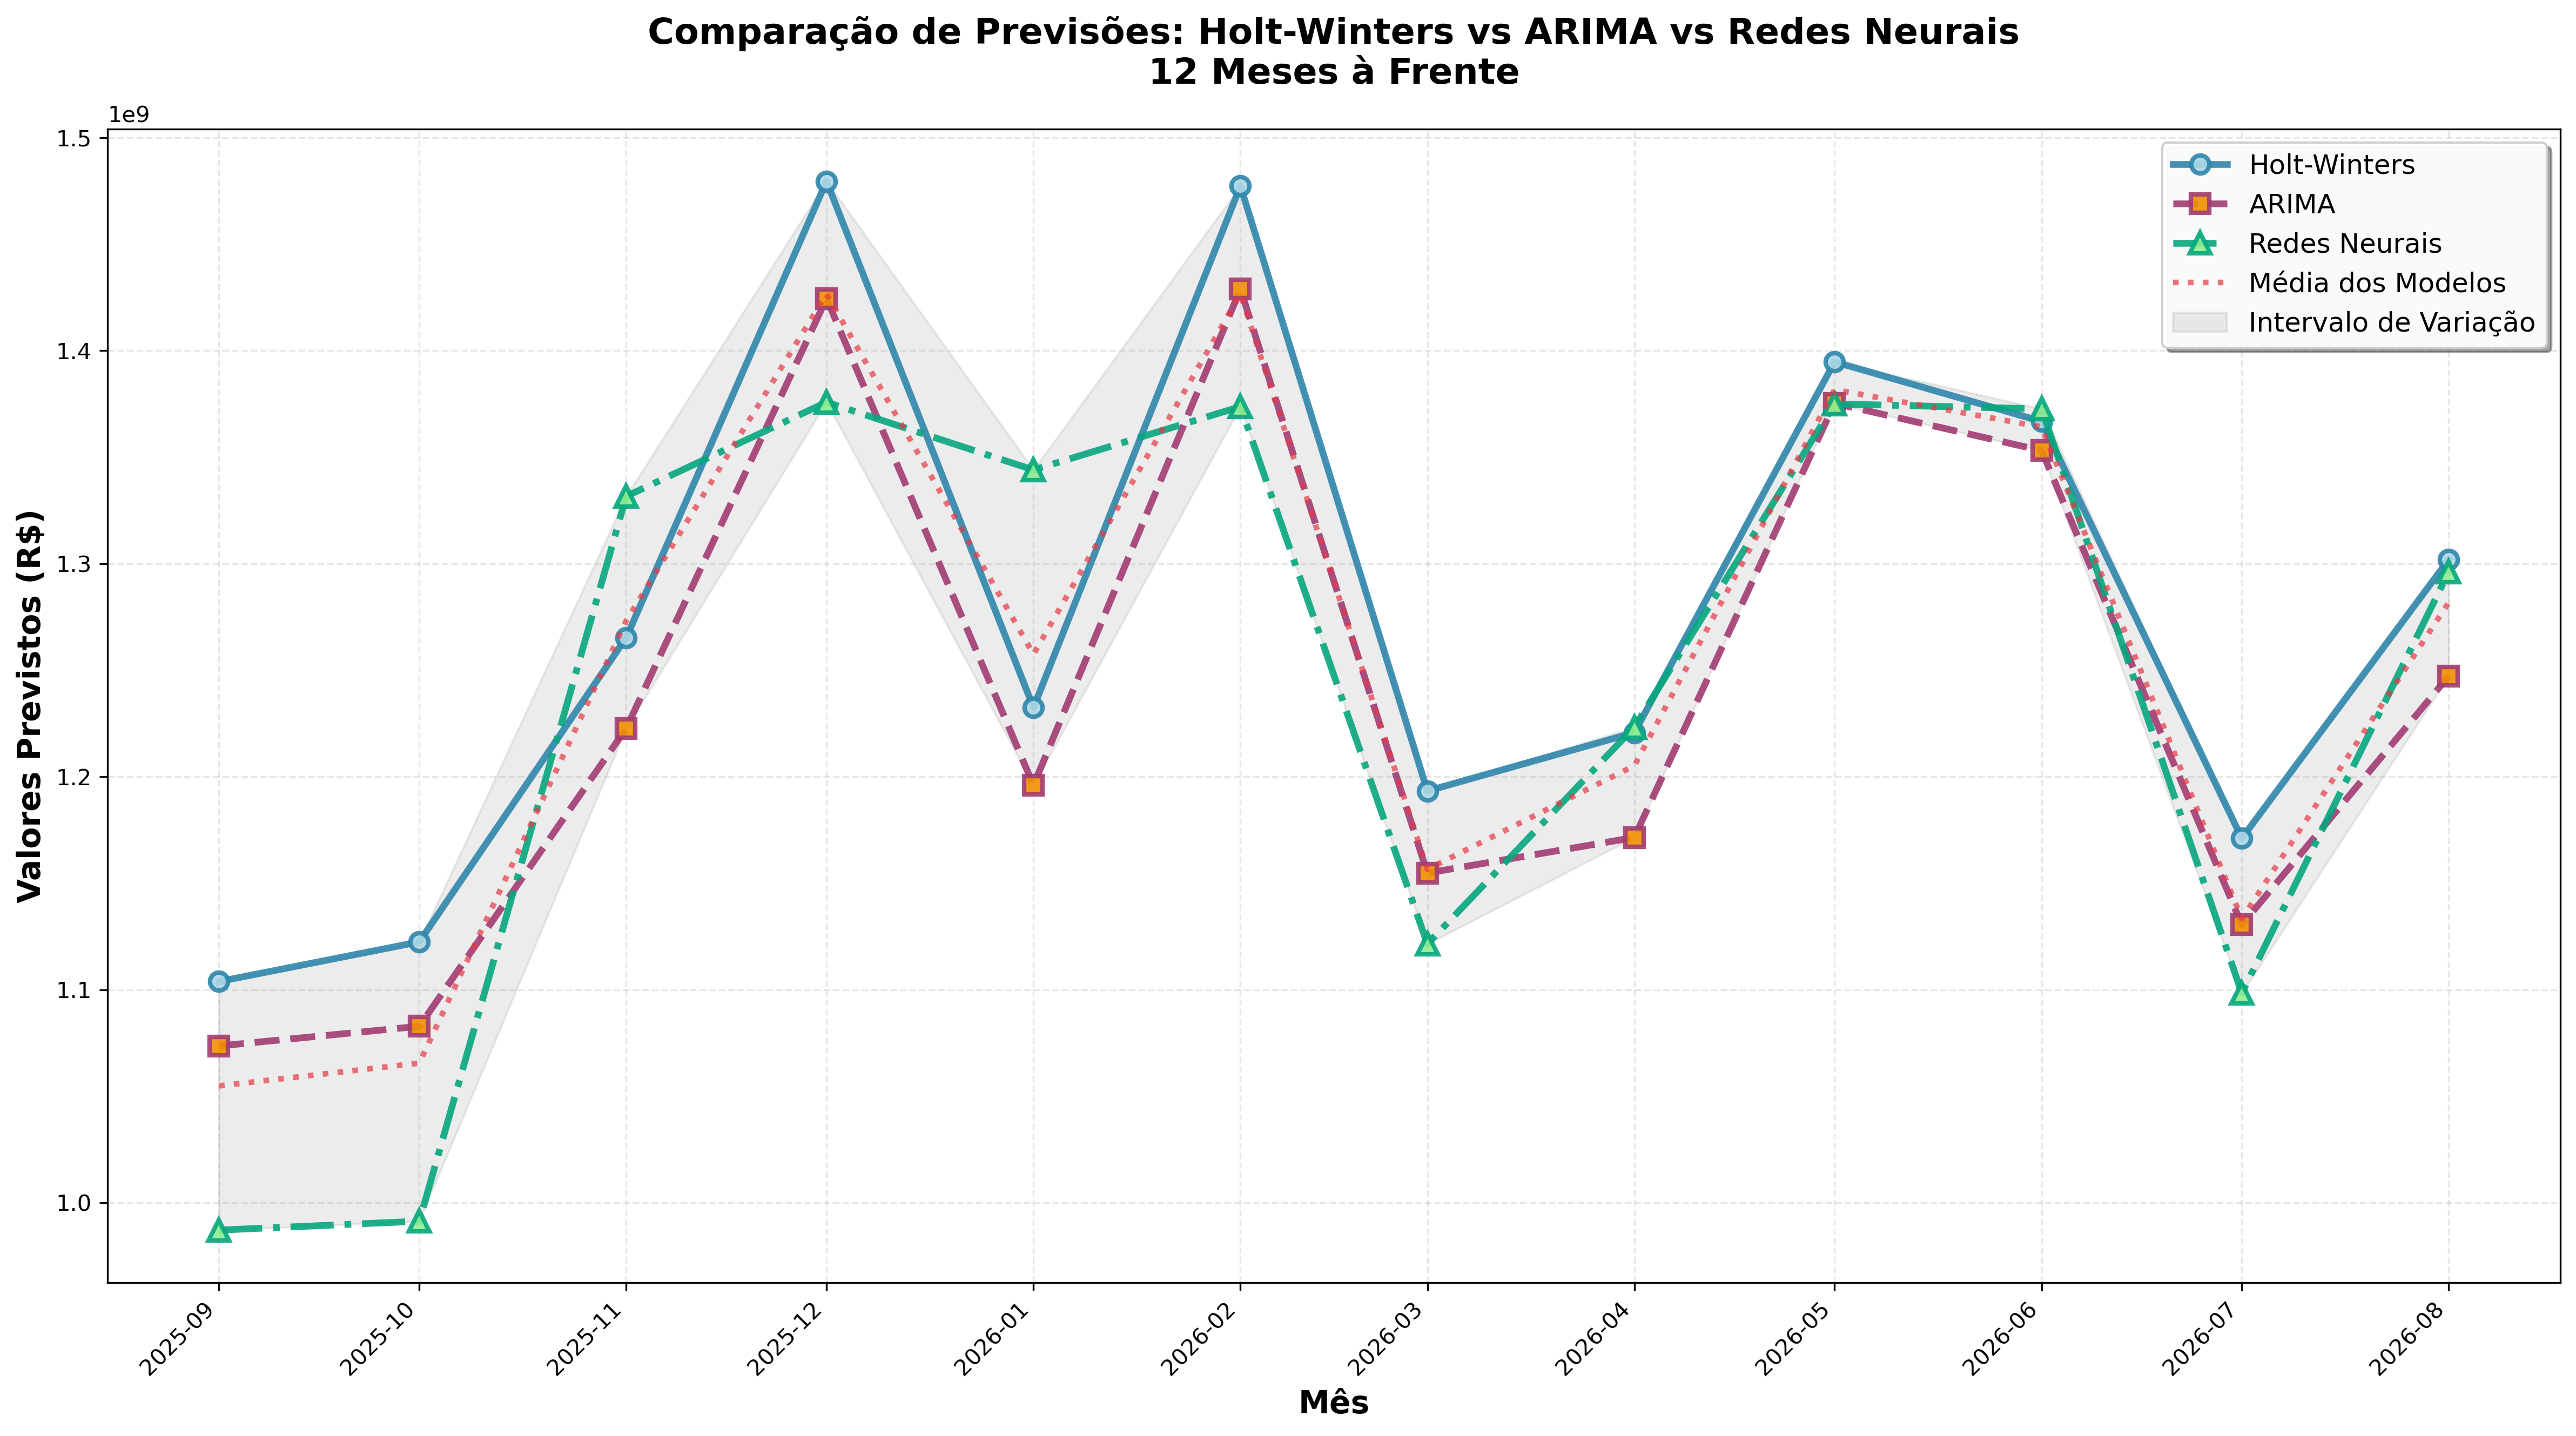 Comparação de Previsões: Holt-Winters vs ARIMA vs Redes Neurais
12 Meses à Frente
1e9
1.5
1.4
1.3
1.2
1.1
1.0
Valores Previstos (R$)
Holt-Winters
ARIMA
Redes Neurais
Média dos Modelos
Intervalo de Variação
2025-09
2025-10
2025-11
2025-12
2026-01
2026-02
2026-03
2026-04
2026-05
2026-06
2026-07
2026-08
Mês